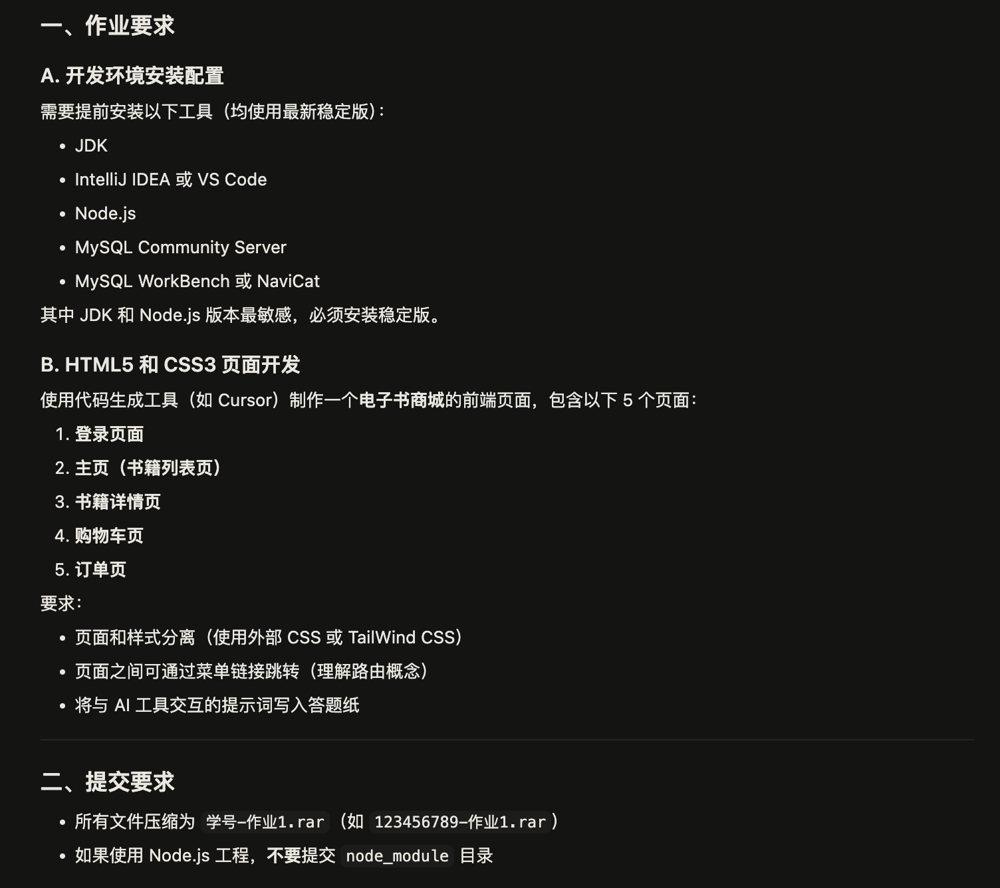 一、作业要求
A. 开发环境安装配置
需要提前安装以下工具（均使用最新稳定版）：
• JDK
• IntelliJ IDEA 或 VS Code
• Node.js
• MySQL Community Server
• MySQL WorkBench 或 NaviCat
其中 JDK 和 Node.js 版本最敏感，必须安装稳定版。
B. HTML5 和 CSS3 页面开发
使用代码生成工具（如 Cursor）制作一个电子书商城的前端页面，包含以下 5 个页面：
1. 登录页面
2. 主页（书籍列表页）
3. 书籍详情页
4. 购物车页
5. 订单页
要求：
• 页面和样式分离（使用外部 CSS 或 TailWind CSS）
• 页面之间可通过菜单链接跳转（理解路由概念）
• 将与 AI 工具交互的提示词写入答题纸
二、提交要求
• 所有文件压缩为 学号-作业1.rar（如 123456789-作业1.rar）
• 如果使用 Node.js 工程，不要提交 node_module 目录